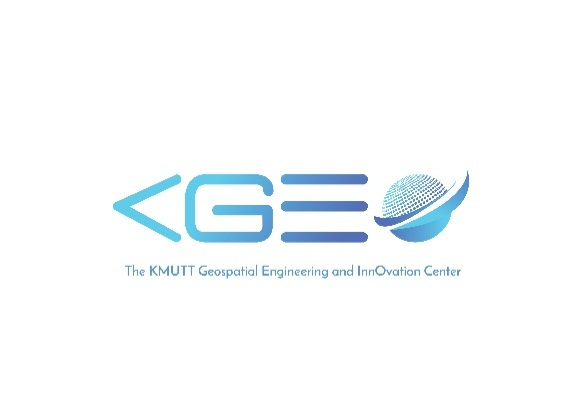 KGEO
The KMUTT Geospatial Engineering and InnOvation Center